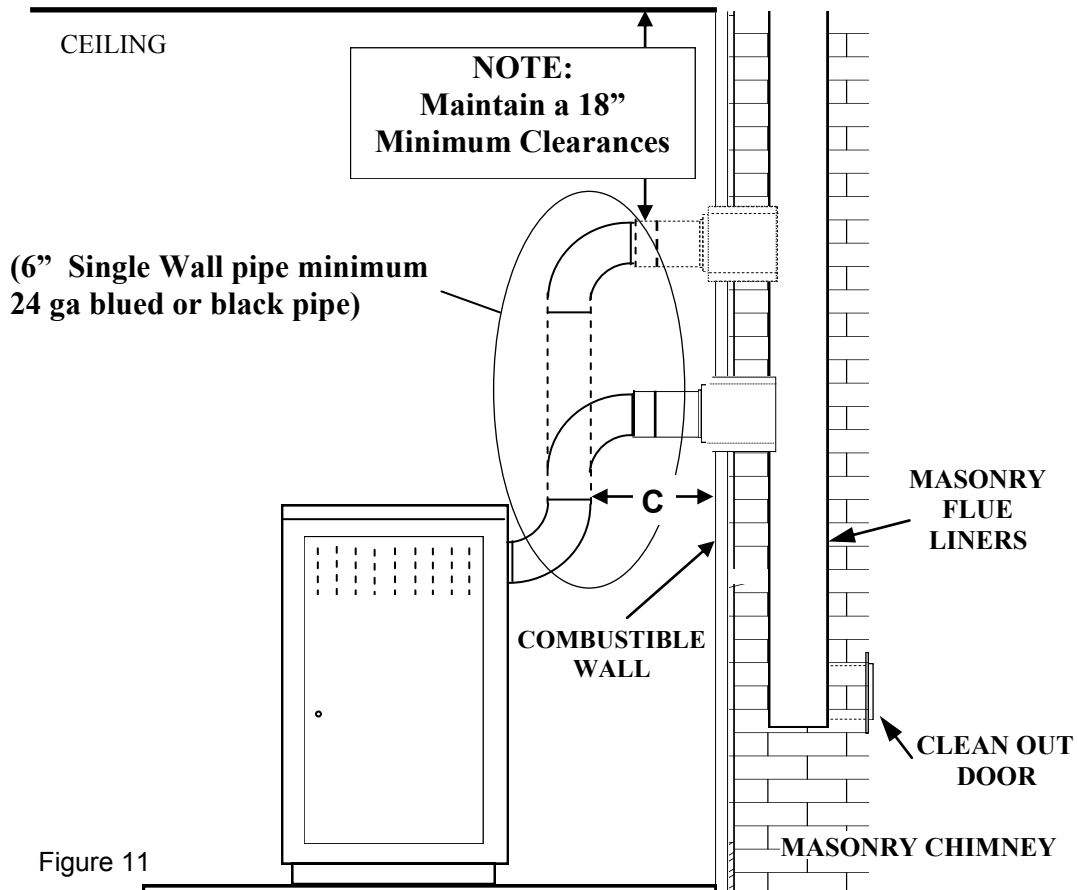 CEILING
NOTE:
Maintain a 18”
Minimum Clearances
(6” Single Wall pipe minimum
24 ga blued or black pipe)
C
MASONRY
FLUE
LINERS
COMBUSTIBLE
WALL
CLEAN OUT
DOOR
MASONRY CHIMNEY
Figure 11